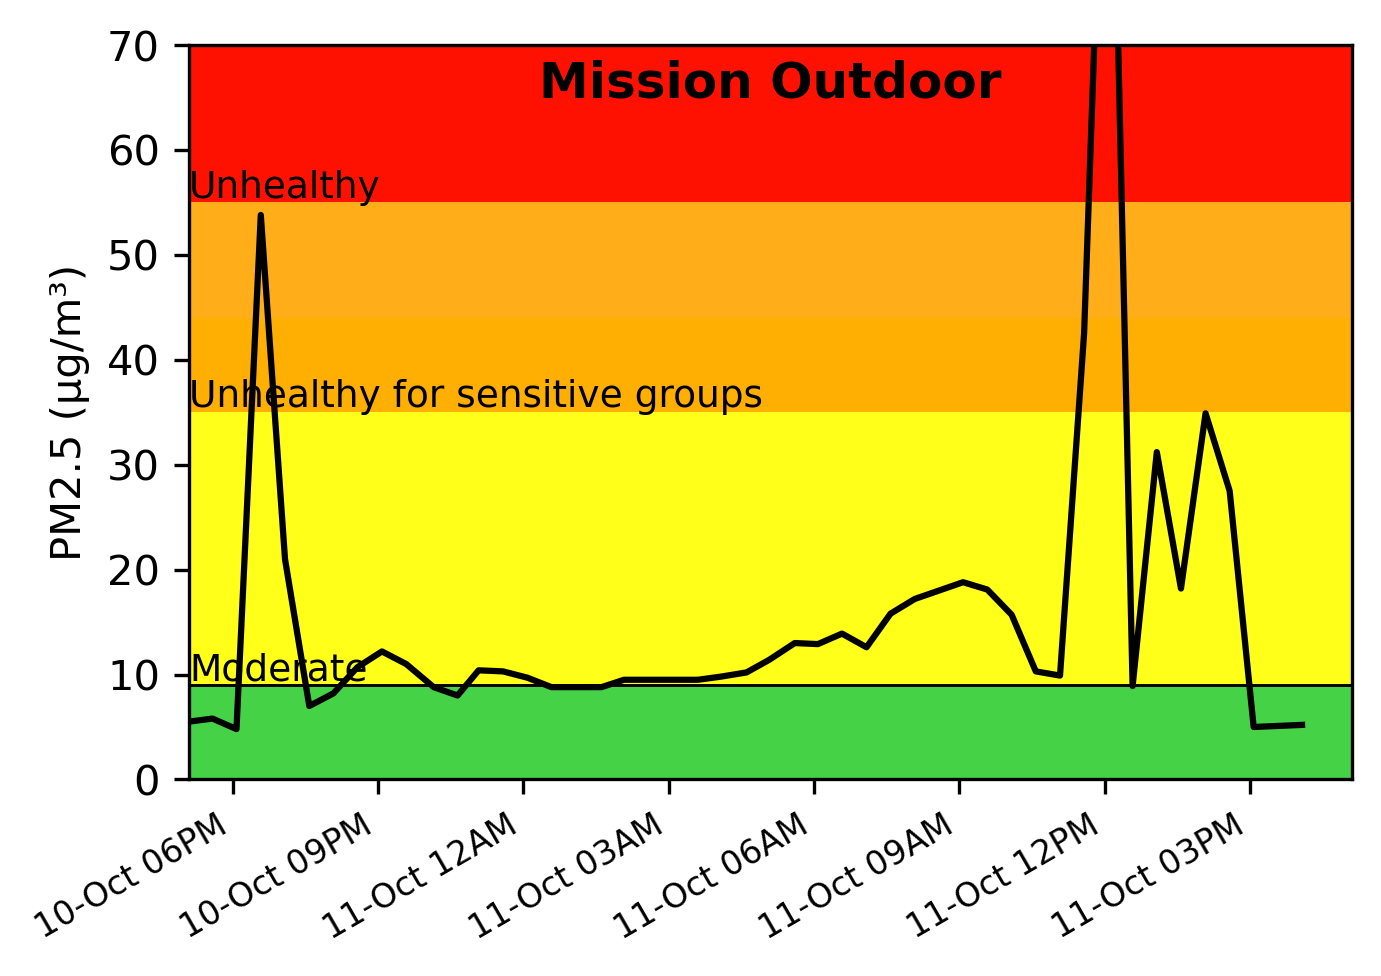 Mission Outdoor
PM2.5 (µg/m³)
70
60
Unhealthy
50
40
Unhealthy for sensitive groups
30
20
Moderate
10
0
10-Oct 06PM
10-Oct 09PM
11-Oct 12AM
11-Oct 03AM
11-Oct 06AM
11-Oct 09AM
11-Oct 12PM
11-Oct 03PM